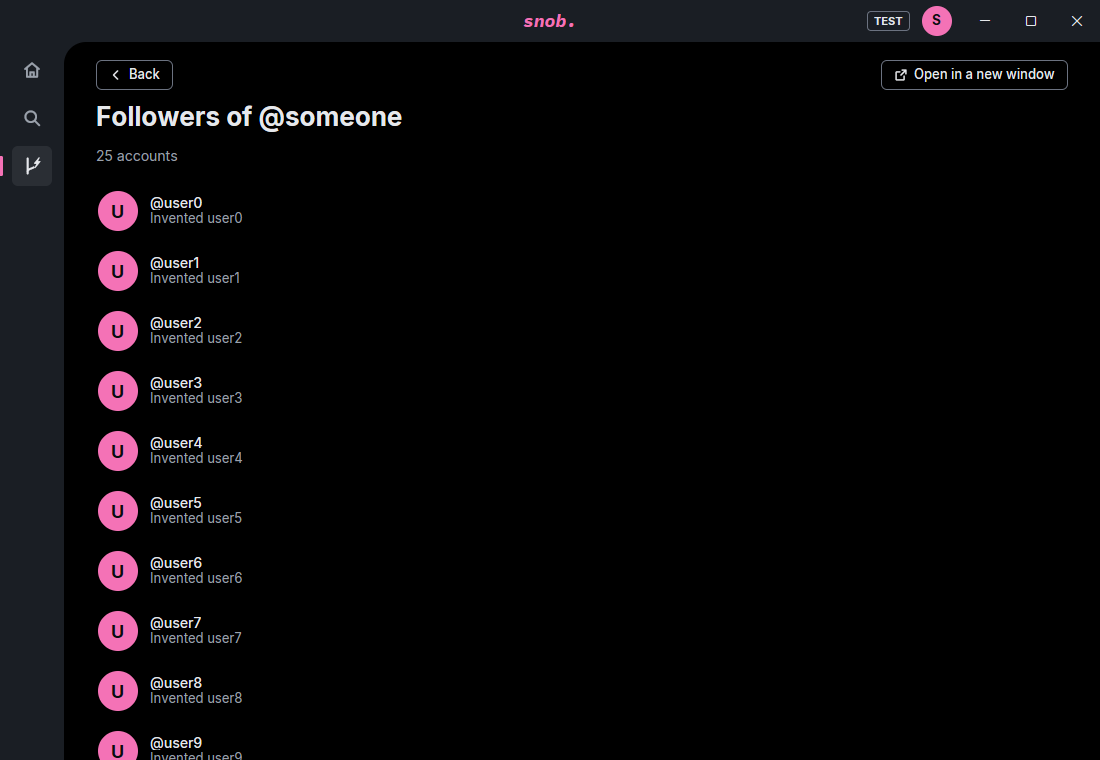 snob.
TEST
S
Back
Open in a new window
Followers of @someone
25 accounts
U
@user0
Invented user0
U
@user1
Invented user1
U
@user2
Invented user2
U
@user3
Invented user3
U
@user4
Invented user4
U
@user5
Invented user5
U
@user6
Invented user6
U
@user7
Invented user7
U
@user8
Invented user8
U
@user9
Invented user9